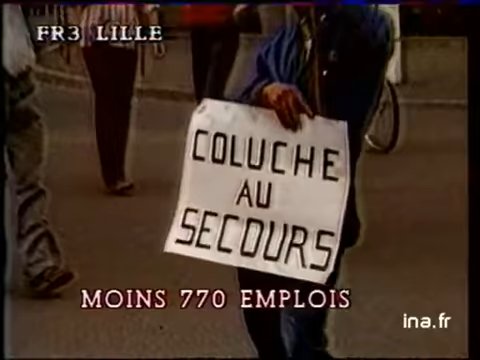 FR3 LILLE
COLUCHE
AU
SECOURS
MOINS 770 EMPLOIS
ina.fr